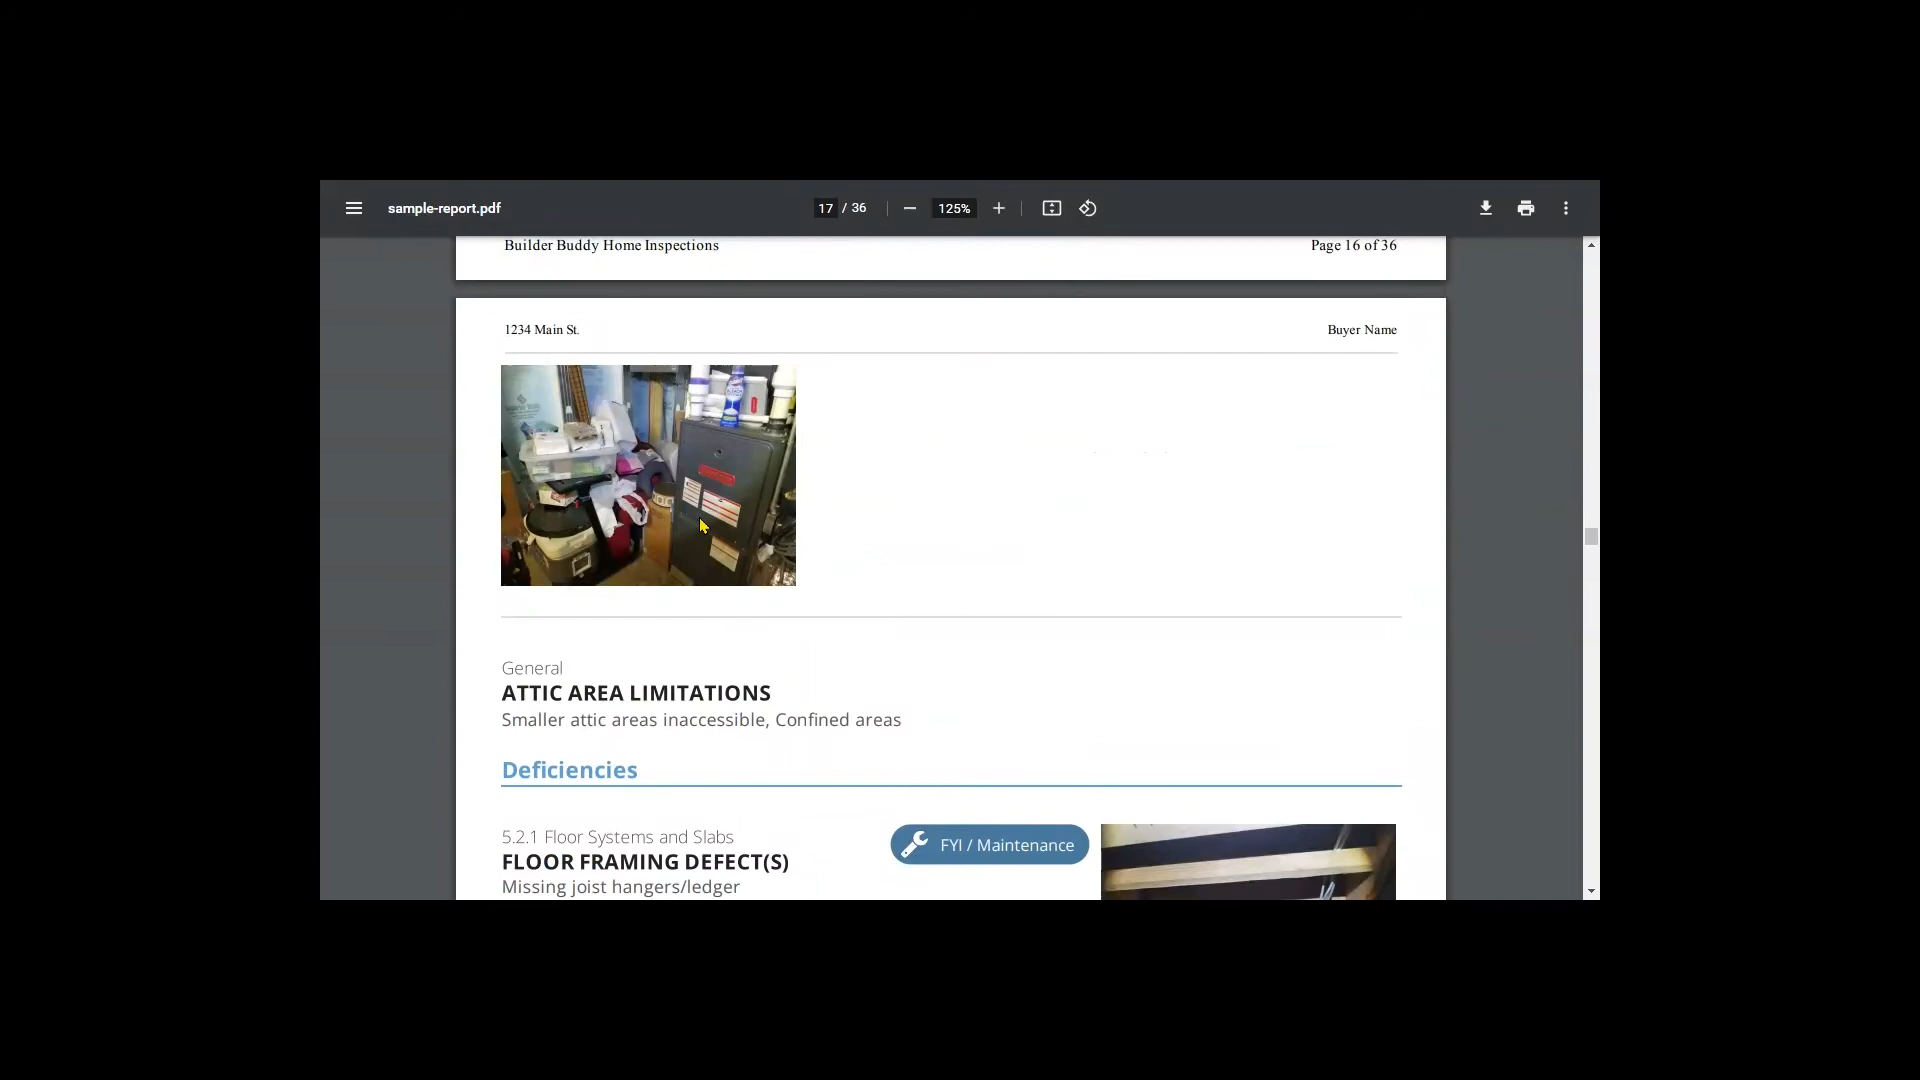 sample-report.pdf
17 / 36
125%
Builder Buddy Home Inspections
Page 16 of 36
1234 Main St.
Buyer Name
General
ATTIC AREA LIMITATIONS
Smaller attic areas inaccessible, Confined areas
Deficiencies
5.2.1 Floor Systems and Slabs
FYI / Maintenance
FLOOR FRAMING DEFECT(S)
Missing joist hangers/ledger